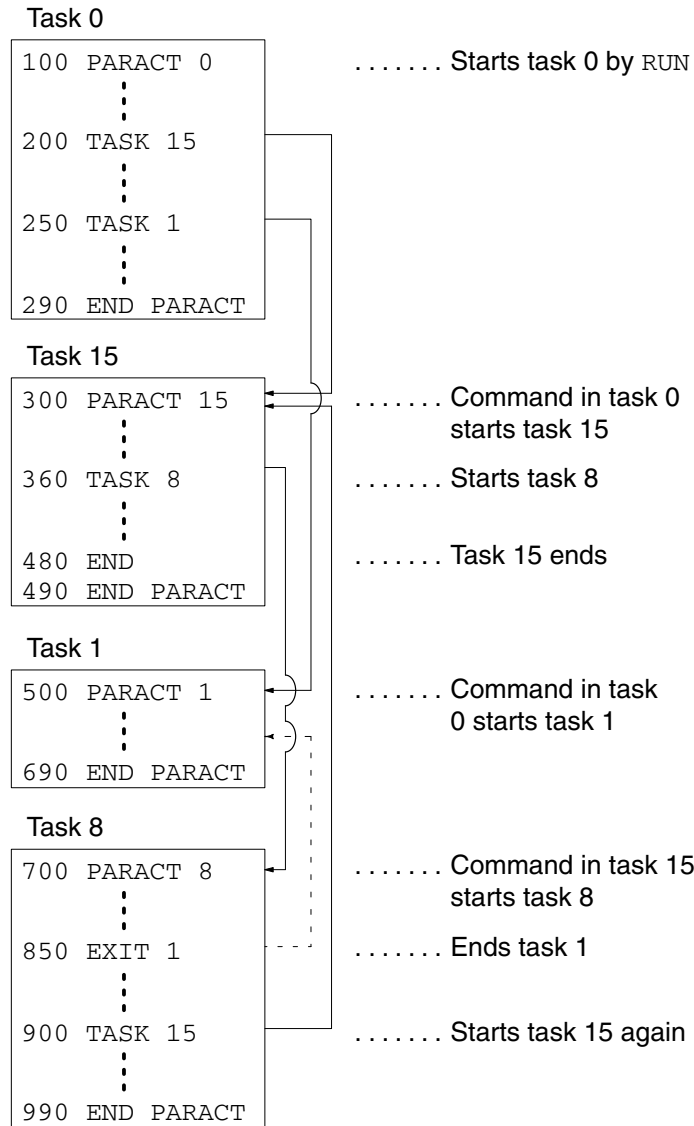 Task 0
100 PARACT 0 ....... Starts task 0 by RUN
200 TASK 15
250 TASK 1
290 END PARACT
Task 15
300 PARACT 15 ....... Command in task 0
starts task 15
360 TASK 8 ....... Starts task 8
480 END ....... Task 15 ends
490 END PARACT
Task 1
500 PARACT 1 ....... Command in task
0 starts task 1
690 END PARACT
Task 8
700 PARACT 8 ....... Command in task 15
starts task 8
850 EXIT 1 ....... Ends task 1
900 TASK 15 ....... Starts task 15 again
990 END PARACT